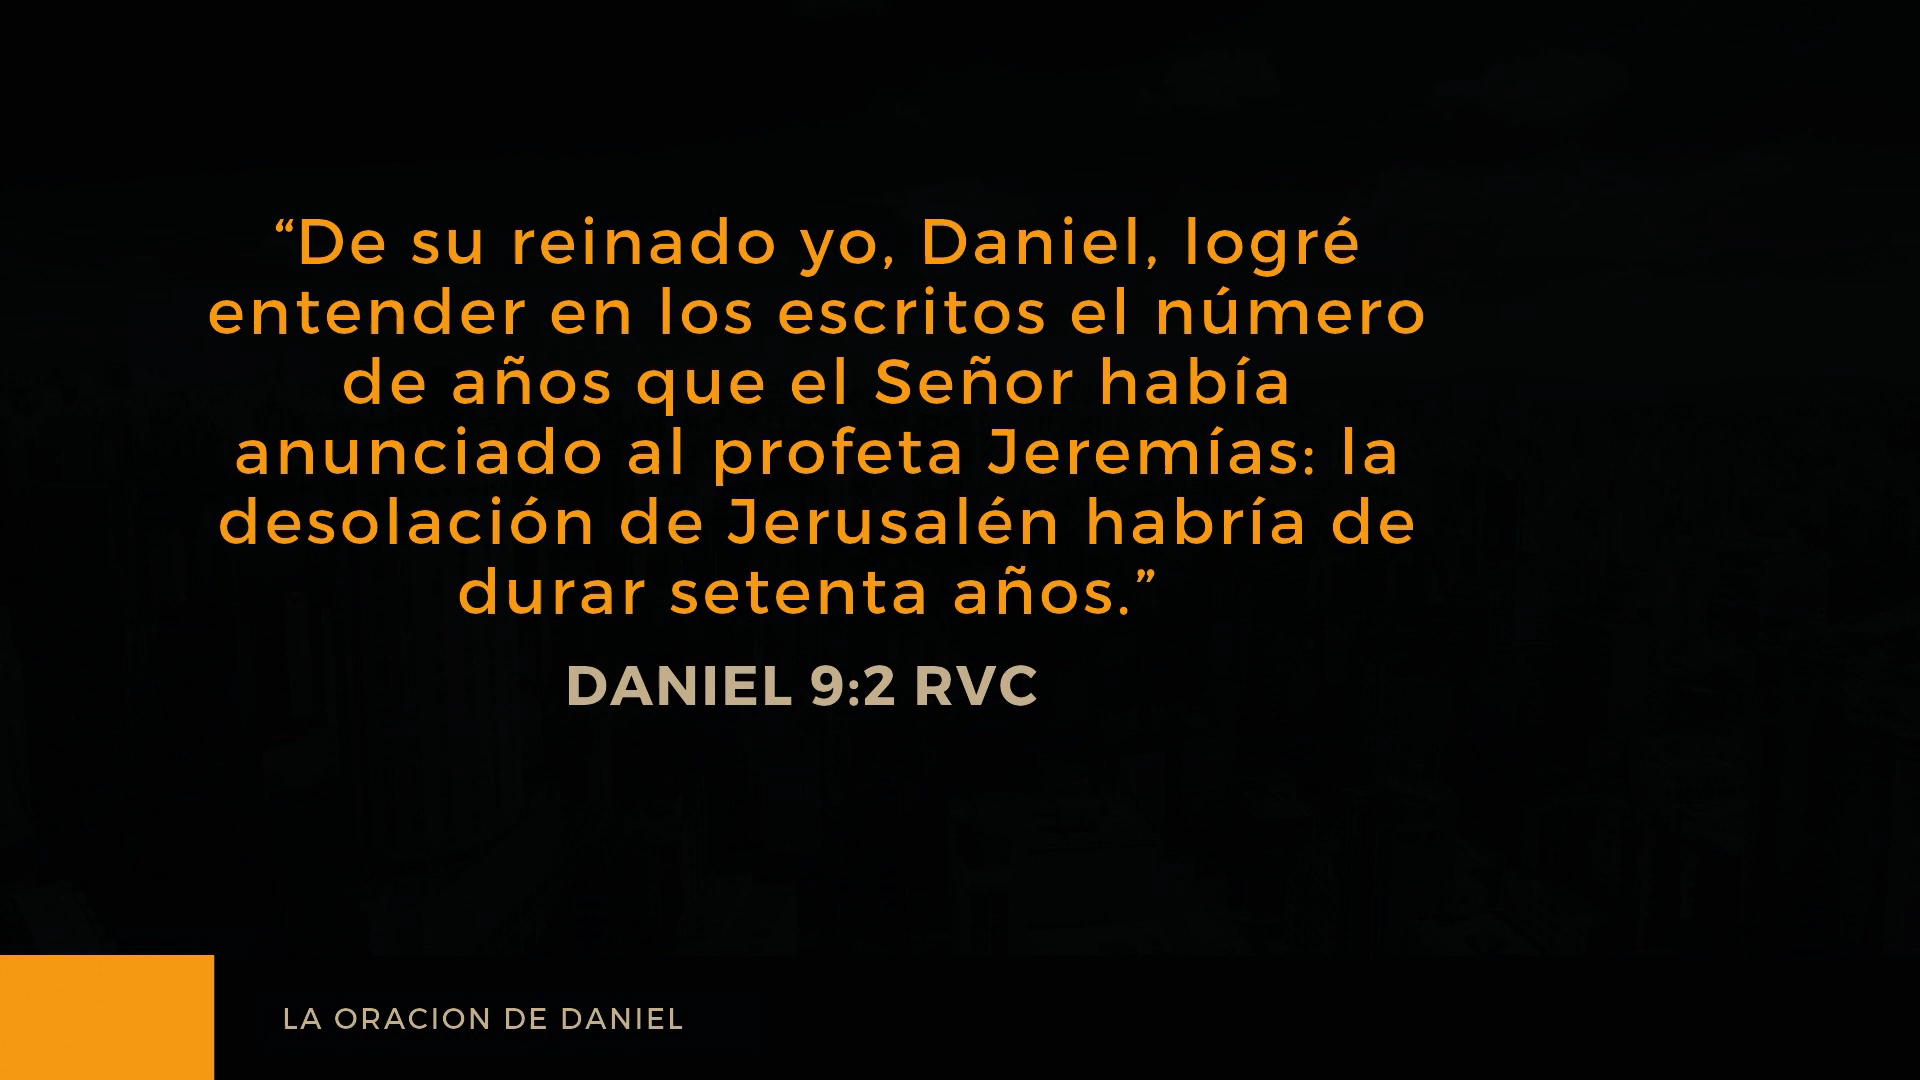 “De su reinado yo, Daniel, logré
entender en los escritos el número
de años que el Señor había
anunciado al profeta Jeremías: la
desolación de Jerusalén habría de
durar setenta años.”
DANIEL 9:2 RVC
LA ORACION DE DANIEL